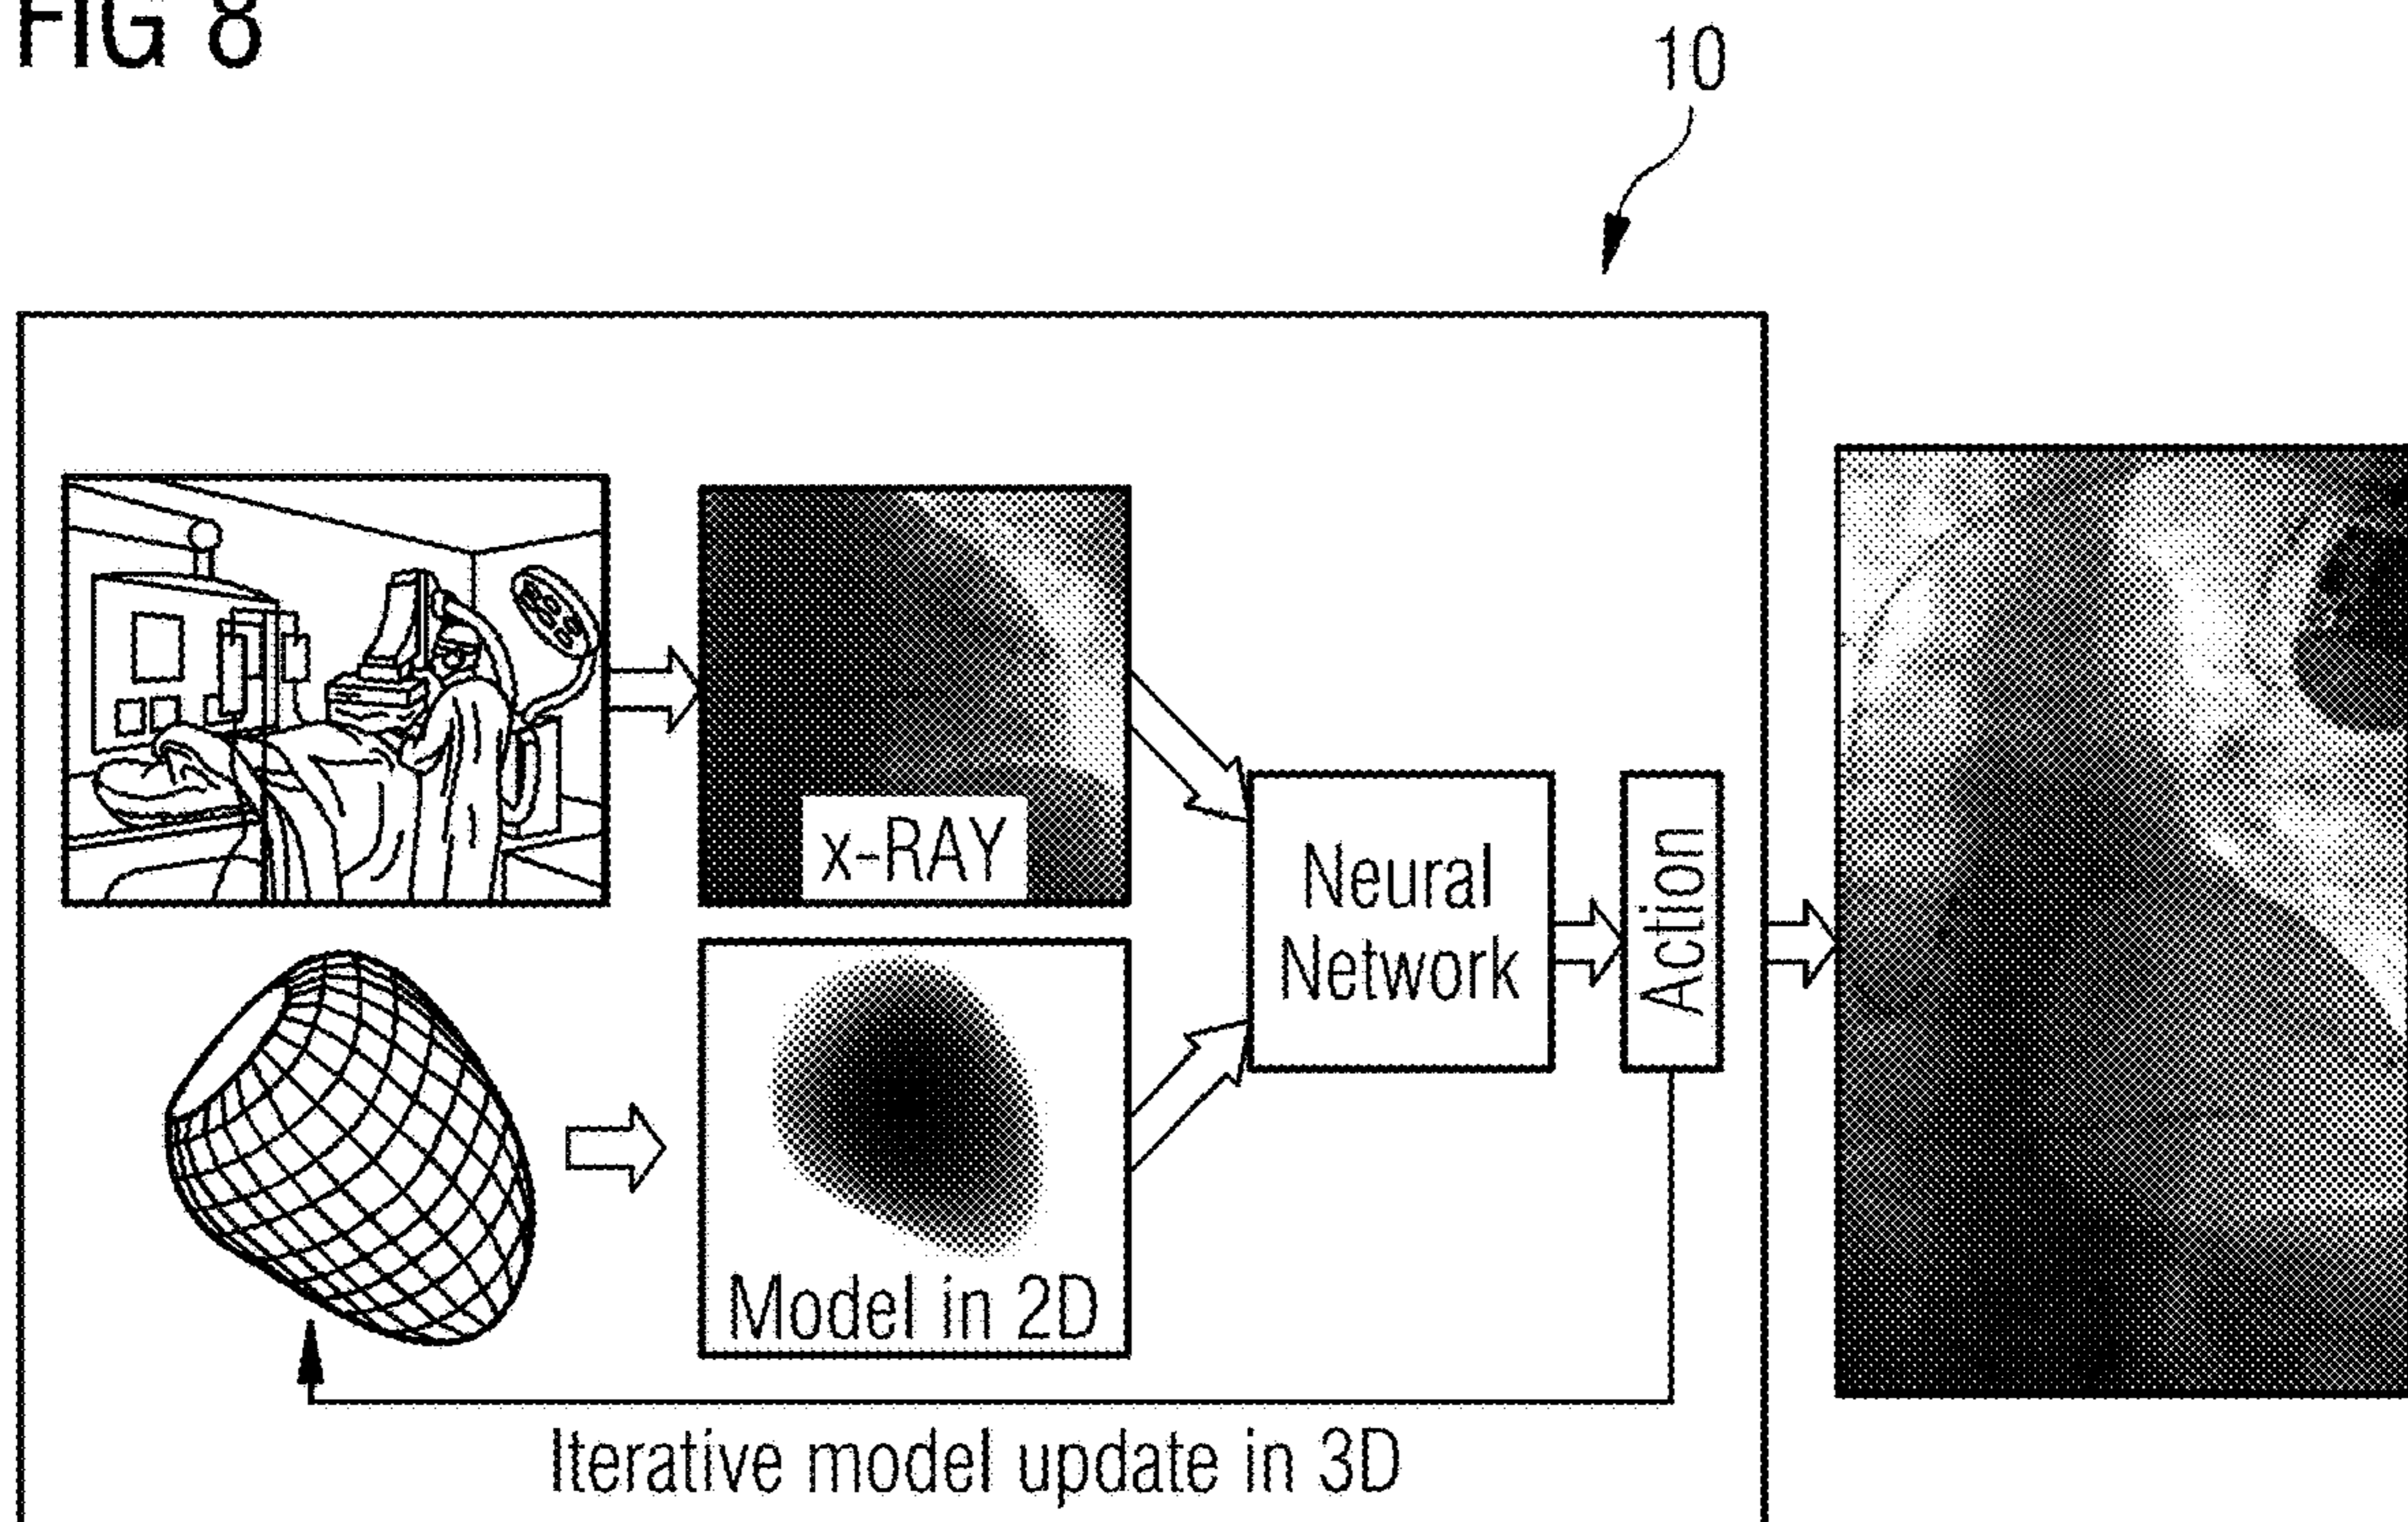 FIG 8
10
x-RAY
Neural
Network
Action
Model in 2D
Iterative model update in 3D